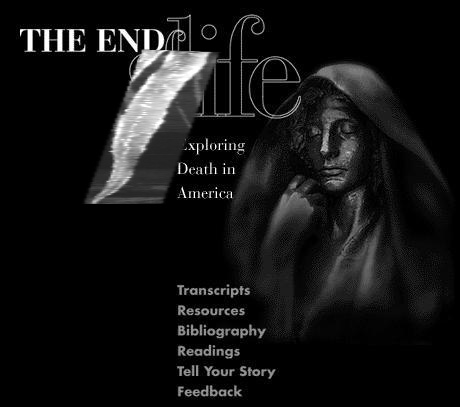 THE END of life
Exploring
Death in
America
Transcripts
Resources
Bibliography
Readings
Tell Your Story
Feedback